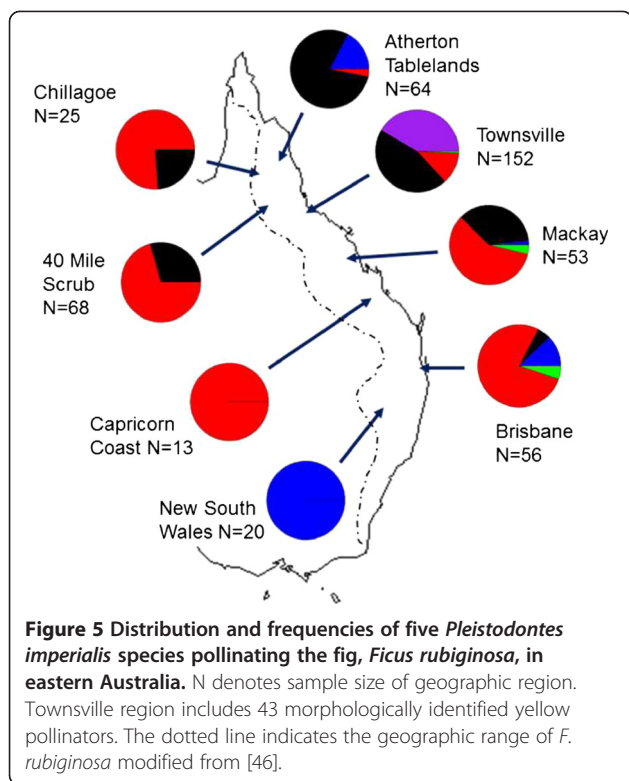 Chillagoe
N=25
Atherton
Tablelands
N=64
Townsville
N=152
40 Mile
Scrub
N=68
Mackay
N=53
Capricorn
Coast N=13
Brisbane
N=56
New South
Wales N=20
Figure 5 Distribution and frequencies of five Pleistodontes
imperialis species pollinating the fig, Ficus rubiginosa, in
eastern Australia. N denotes sample size of geographic region.
Townsville region includes 43 morphologically identified yellow
pollinators. The dotted line indicates the geographic range of F.
rubiginosa modified from [46].